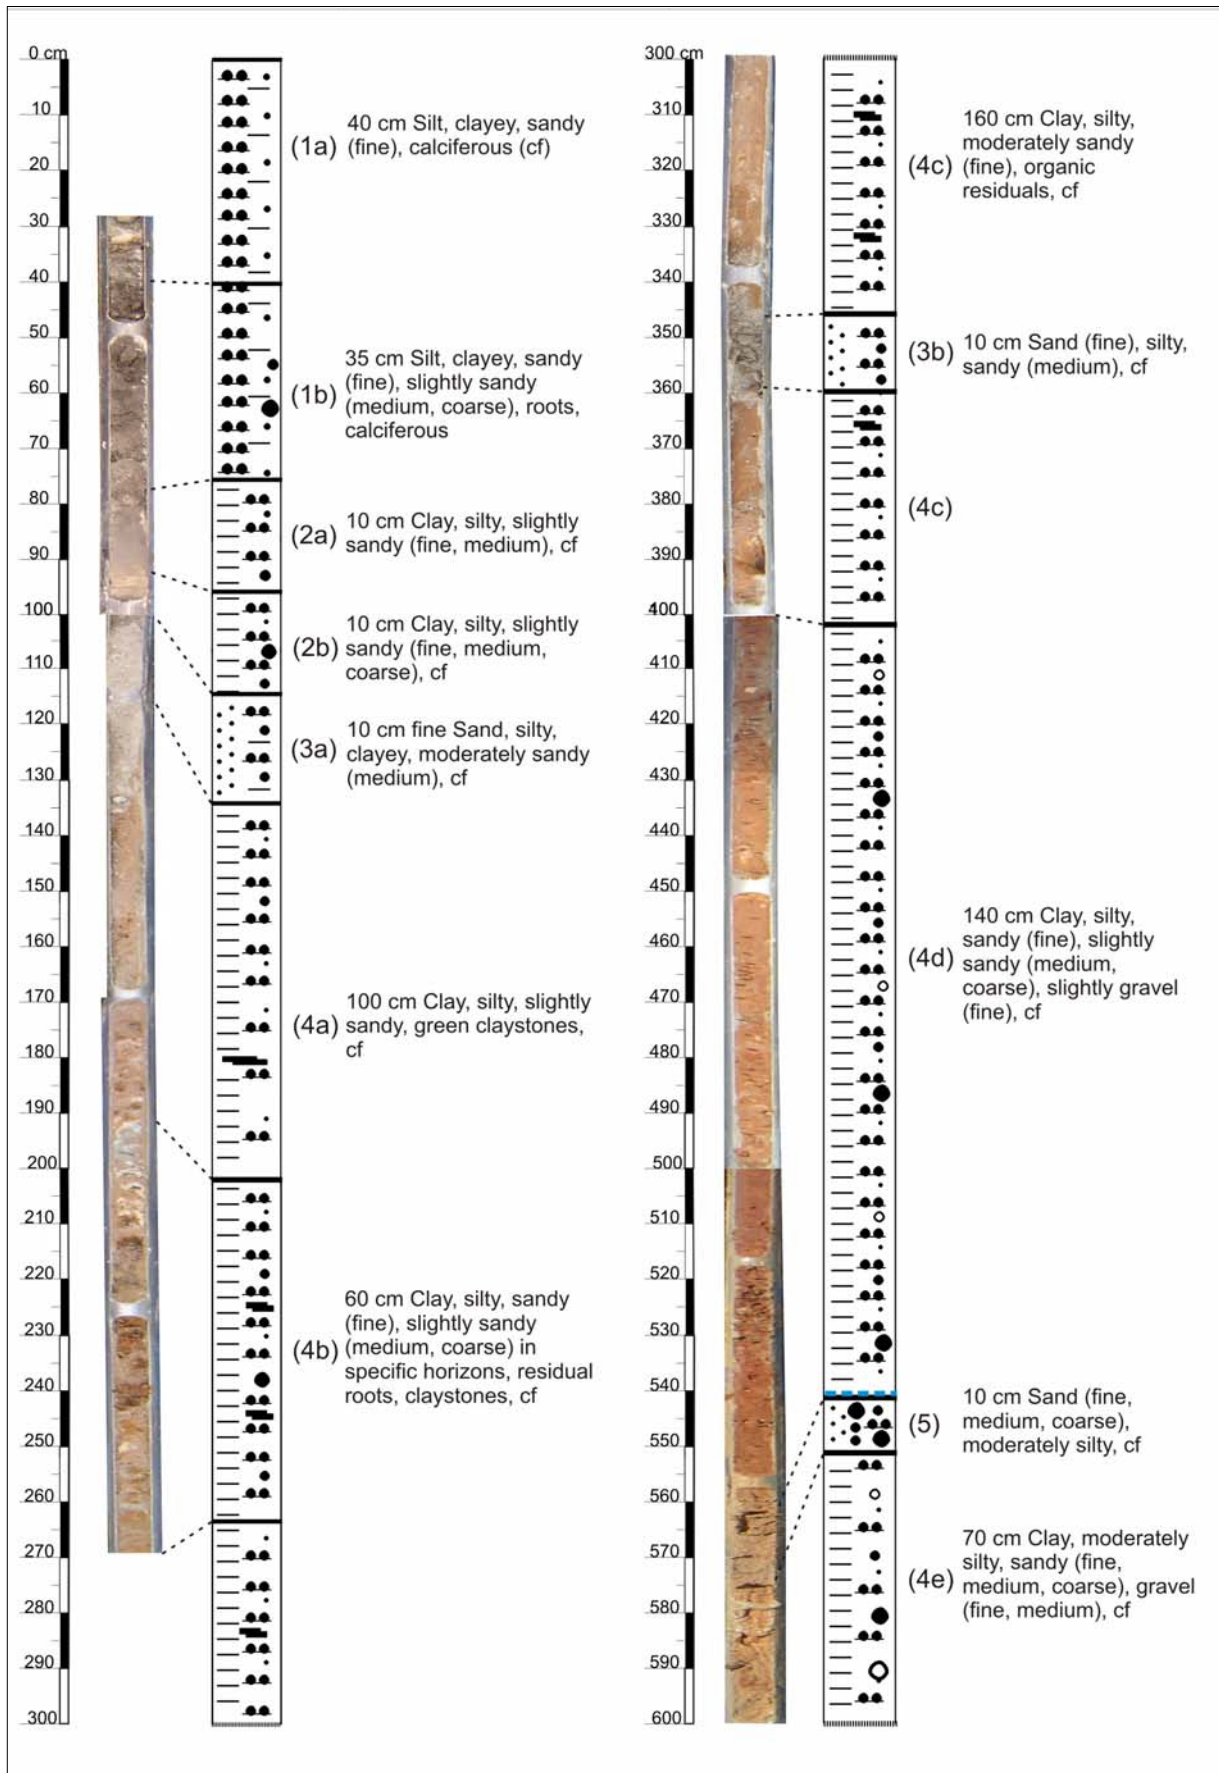 0 cm
10
20
30
40
50
60
70
80
90
100
110
120
130
140
150
160
170
180
190
200
210
220
230
240
250
260
270
280
290
300
(1a)
40 cm Silt, clayey, sandy
(fine), calciferous (cf)
(1b)
35 cm Silt, clayey, sandy
(fine), slightly sandy
(medium, coarse), roots,
calciferous
(2a)
10 cm Clay, silty, slightly
sandy (fine, medium), cf
(2b)
10 cm Clay, silty, slightly
sandy (fine, medium,
coarse), cf
(3a)
10 cm fine Sand, silty,
clayey, moderately sandy
(medium), cf
(4a)
100 cm Clay, silty, slightly
sandy, green claystones,
cf
(4b)
60 cm Clay, silty, sandy
(fine), slightly sandy
(medium, coarse) in
specific horizons, residual
roots, claystones, cf
300 cm
310
320
330
340
350
360
370
380
390
400
410
420
430
440
450
460
470
480
490
500
510
520
530
540
550
560
570
580
590
600
(4c)
160 cm Clay, silty,
moderately sandy
(fine), organic
residuals, cf
(3b)
10 cm Sand (fine), silty,
sandy (medium), cf
(4c)
(4d)
140 cm Clay, silty,
sandy (fine), slightly
sandy (medium,
coarse), slightly gravel
(fine), cf
(5)
10 cm Sand (fine,
medium, coarse),
moderately silty, cf
(4e)
70 cm Clay, moderately
silty, sandy (fine,
medium, coarse), gravel
(fine, medium), cf